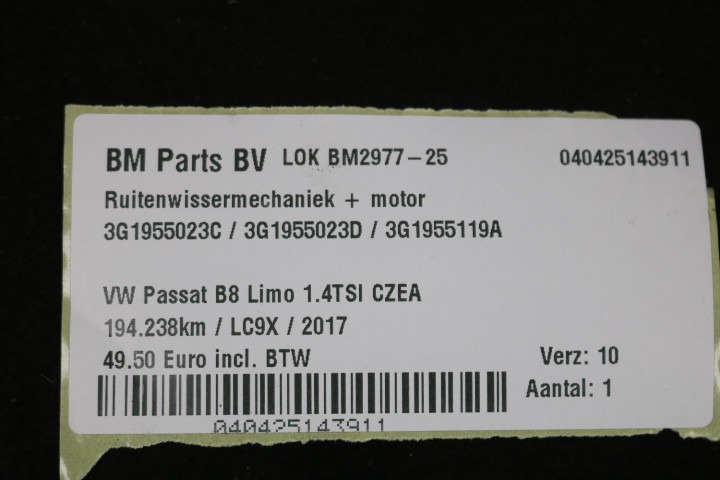 BM Parts BV LOK BM2977-25 040425143911
Ruitenwissermechaniek + motor
3G1955023C / 3G1955023D / 3G1955119A
VW Passat B8 Limo 1.4TSI CZEA
194.238km / LC9X / 2017
49.50 Euro incl. BTW Verz: 10
Aantal: 1
040425143911